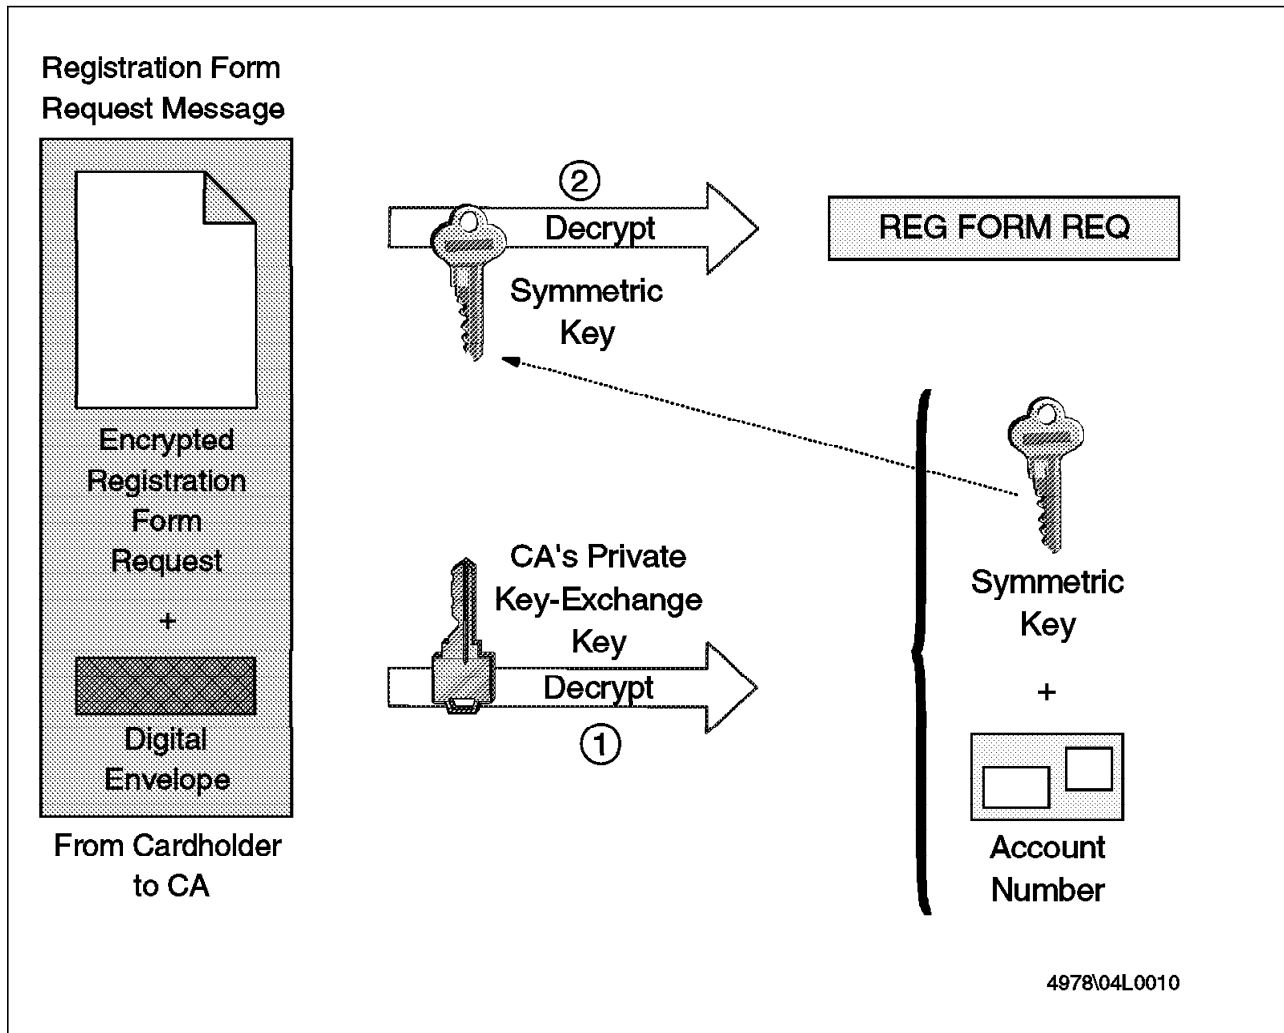 Registration Form
Request Message
Encrypted
Registration
Form
Request
+
Digital
Envelope
From Cardholder
to CA
2
Decrypt
Symmetric
Key
REG FORM REQ
CA's Private
Key-Exchange
Key
Decrypt
1
Symmetric
Key
+
Account
Number
4978\04L0010